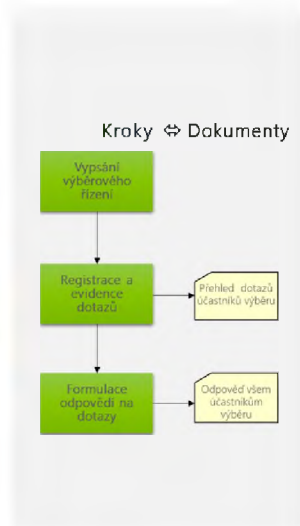 Kroky ⇔ Dokumenty
Vypsání
výběrového
řízení
Registrace a
evidence
dotazů
Přehled dotazů
účastníků výběru
Formulace
odpovědí na
dotazy
Odpověď všem
účastníkům
výběru